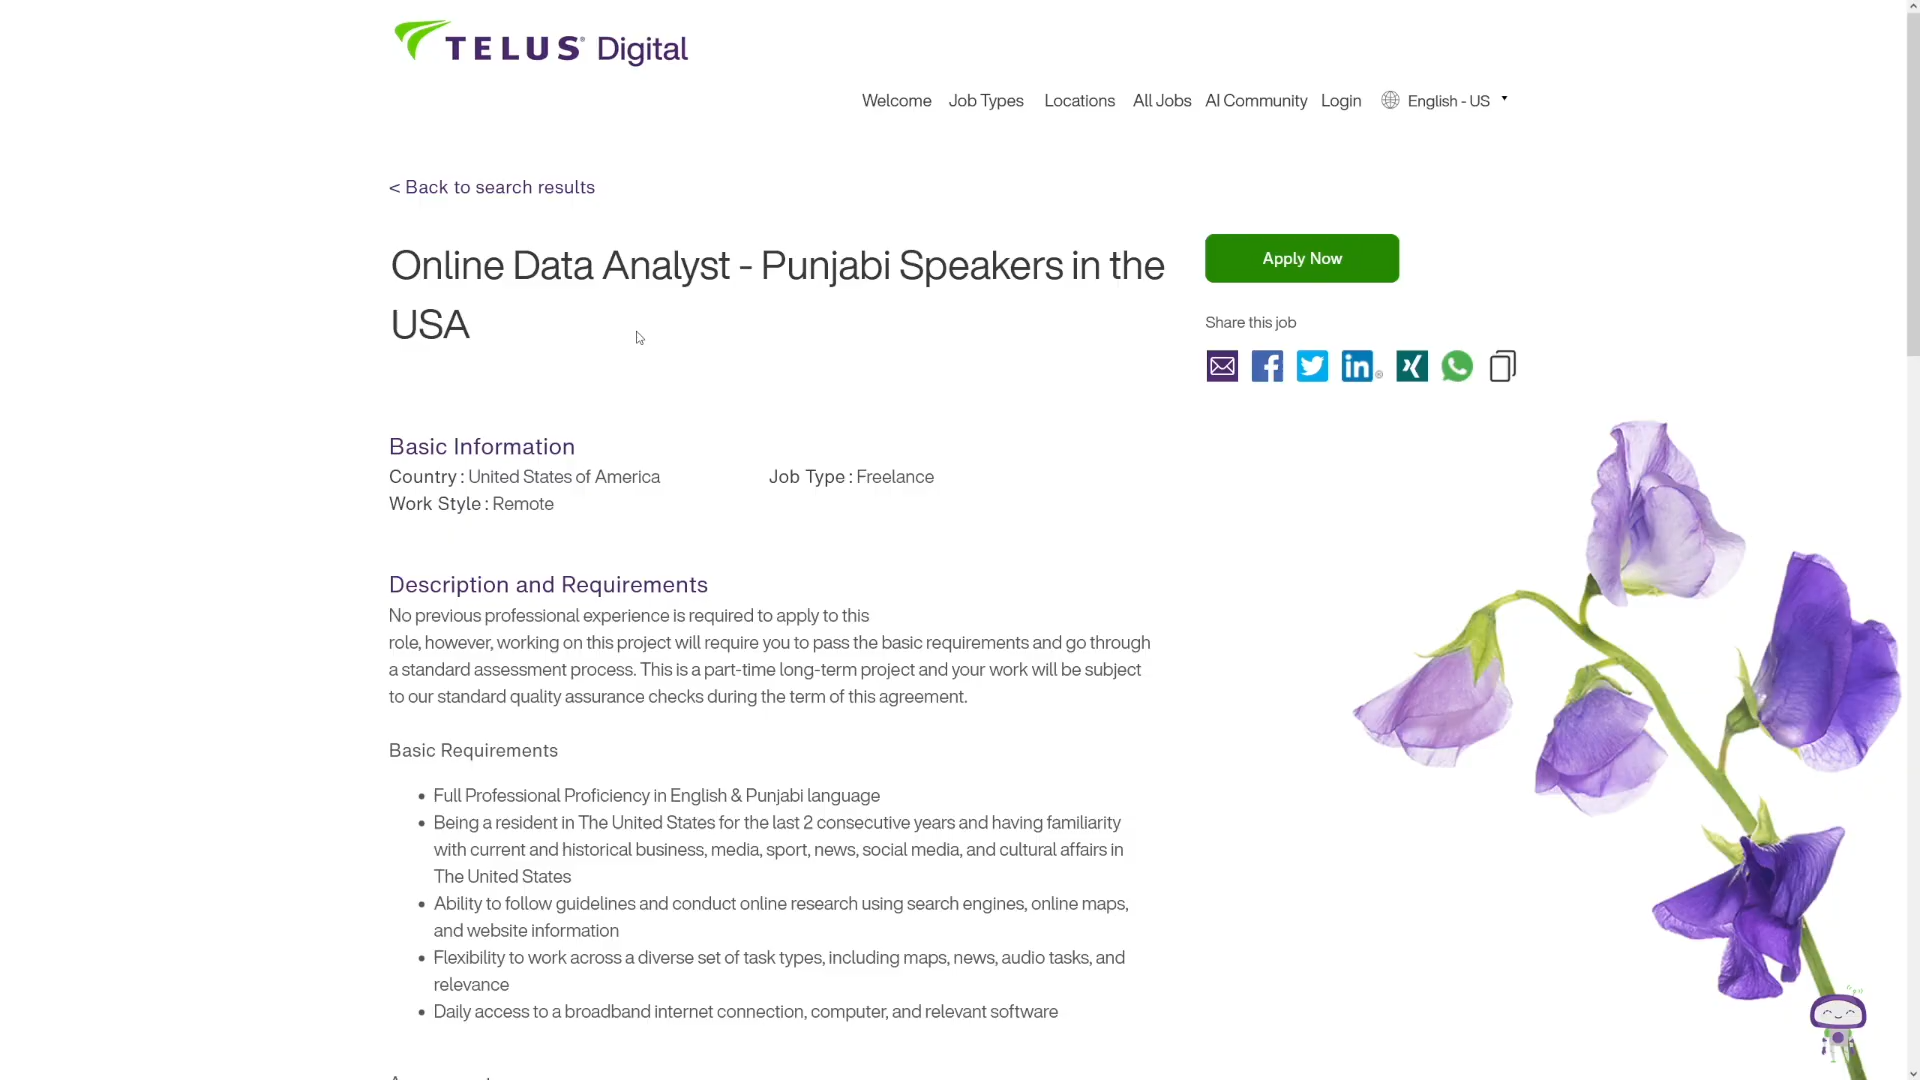 TELUS® Digital
Welcome Job Types Locations All Jobs AI Community Login English - US
< Back to search results
Online Data Analyst - Punjabi Speakers in the
USA
Apply Now
Share this job
Basic Information
Country : United States of America Job Type : Freelance
Work Style : Remote
Description and Requirements
No previous professional experience is required to apply to this
role, however, working on this project will require you to pass the basic requirements and go through
a standard assessment process. This is a part-time long-term project and your work will be subject
to our standard quality assurance checks during the term of this agreement.
Basic Requirements
• Full Professional Proficiency in English & Punjabi language
• Being a resident in The United States for the last 2 consecutive years and having familiarity
with current and historical business, media, sport, news, social media, and cultural affairs in
The United States
• Ability to follow guidelines and conduct online research using search engines, online maps,
and website information
• Flexibility to work across a diverse set of task types, including maps, news, audio tasks, and
relevance
• Daily access to a broadband internet connection, computer, and relevant software